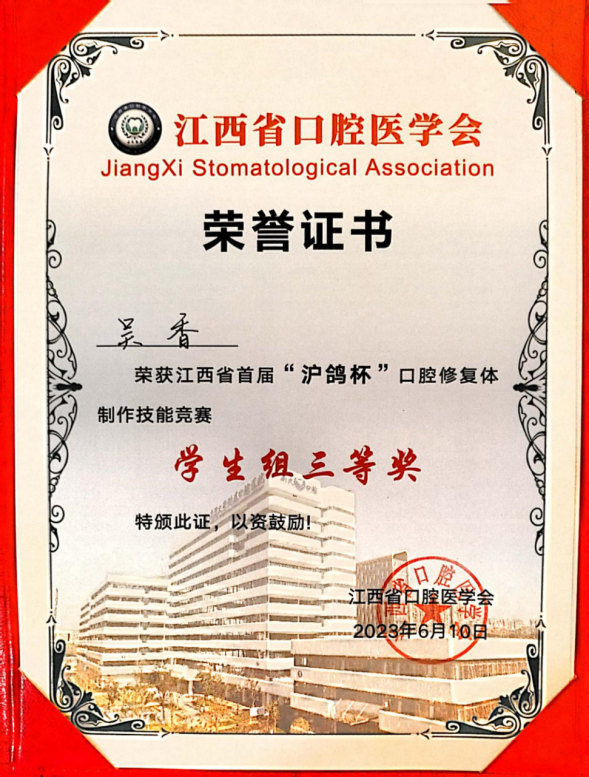 江西省口腔医学会
JiangXi Stomatological Association
荣誉证书
吴香
荣获江西省首届“沪鸽杯”口腔修复体
制作技能竞赛
学生组三等奖
特颁此证，以资鼓励!
江西省口腔医学会
2023年6月10日